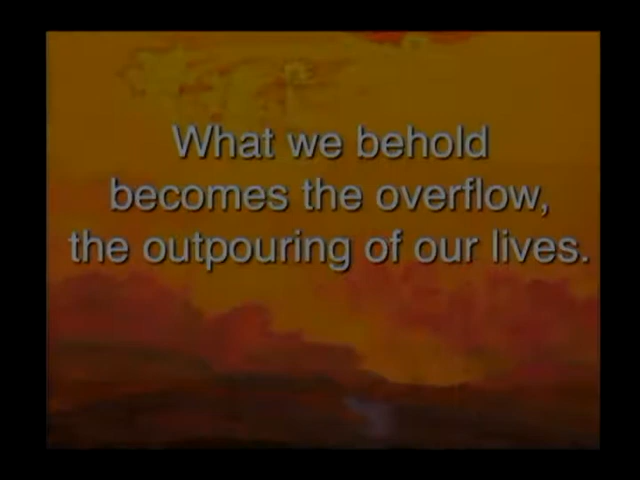 What we behold
becomes the overflow,
the outpouring of our lives.